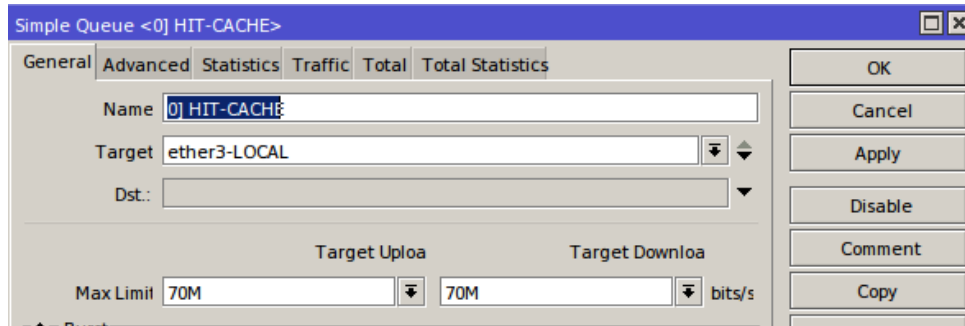 Simple Queue <0] HIT-CACHE>
General Advanced Statistics Traffic Total Total Statistics
OK
Name 0] HIT-CACHE
Cancel
Target ether3-LOCAL
Apply
Dst.:
Disable
Target Uploa Target Downloa
Comment
Max Limit 70M 70M bits/s
Copy